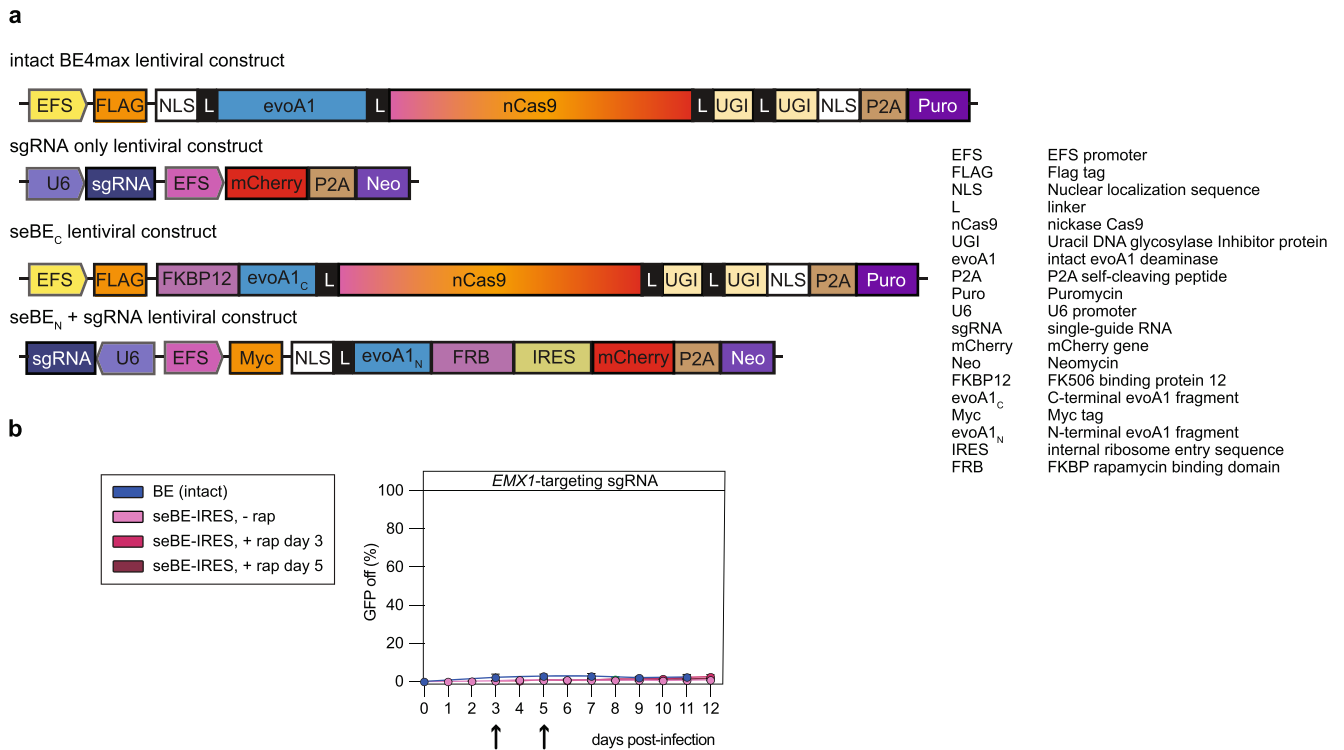 a
intact BE4max lentiviral construct
EFS FLAG NLS L evoA1 L nCas9 L UGI L UGI NLS P2A Puro
sgRNA only lentiviral construct
U6 sgRNA EFS mCherry P2A Neo
seBEC lentiviral construct
EFS FLAG FKBP12 evoA1C L nCas9 L UGI L UGI NLS P2A Puro
seBEN + sgRNA lentiviral construct
sgRNA U6 EFS Myc NLS L evoA1N FRB IRES mCherry P2A Neo
EFS EFS promoter
FLAG Flag tag
NLS Nuclear localization sequence
L linker
nCas9 nickase Cas9
UGI Uracil DNA glycosylase Inhibitor protein
evoA1 intact evoA1 deaminase
P2A P2A self-cleaving peptide
Puro Puromycin
U6 U6 promoter
sgRNA single-guide RNA
mCherry mCherry gene
Neo Neomycin
FKBP12 FK506 binding protein 12
evoA1C C-terminal evoA1 fragment
Myc Myc tag
evoA1N N-terminal evoA1 fragment
IRES internal ribosome entry sequence
FRB FKBP rapamycin binding domain
b
BE (intact)
seBE-IRES, - rap
seBE-IRES, + rap day 3
seBE-IRES, + rap day 5
EMX1-targeting sgRNA
GFP off (%)
100
80
60
40
20
0
0 1 2 3 4 5 6 7 8 9 10 11 12
days post-infection